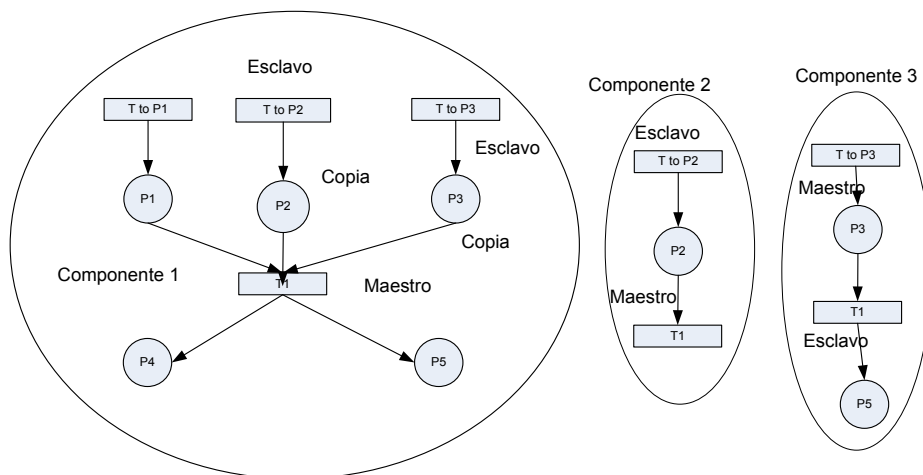 Esclavo
T to P1
T to P2
T to P3
Esclavo
Copia
P1
P2
P3
Copia
Componente 1
T1
Maestro
P4
P5
Componente 2
Esclavo
T to P2
P2
Maestro
T1
Componente 3
T to P3
Maestro
P3
T1
Esclavo
P5